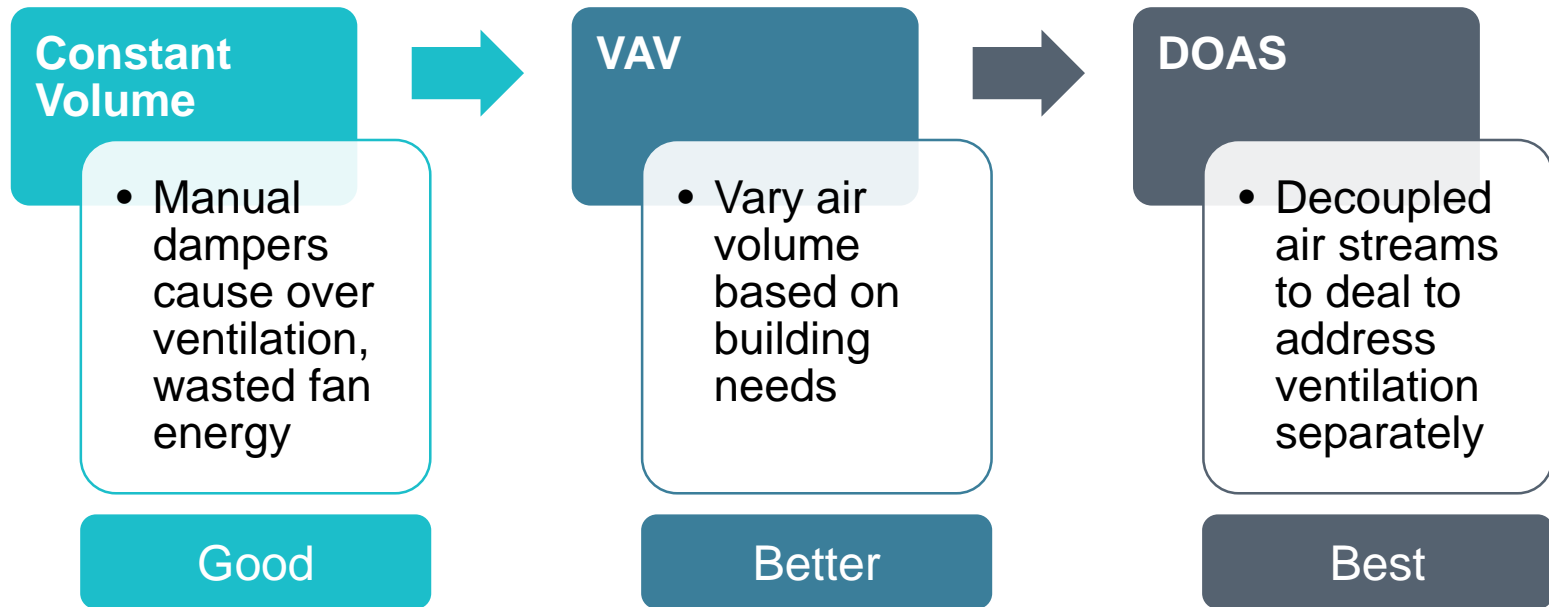 Constant
Volume
• Manual
dampers
cause over
ventilation,
wasted fan
energy
Good
VAV
• Vary air
volume
based on
building
needs
Better
DOAS
• Decoupled
air streams
to deal to
address
ventilation
separately
Best